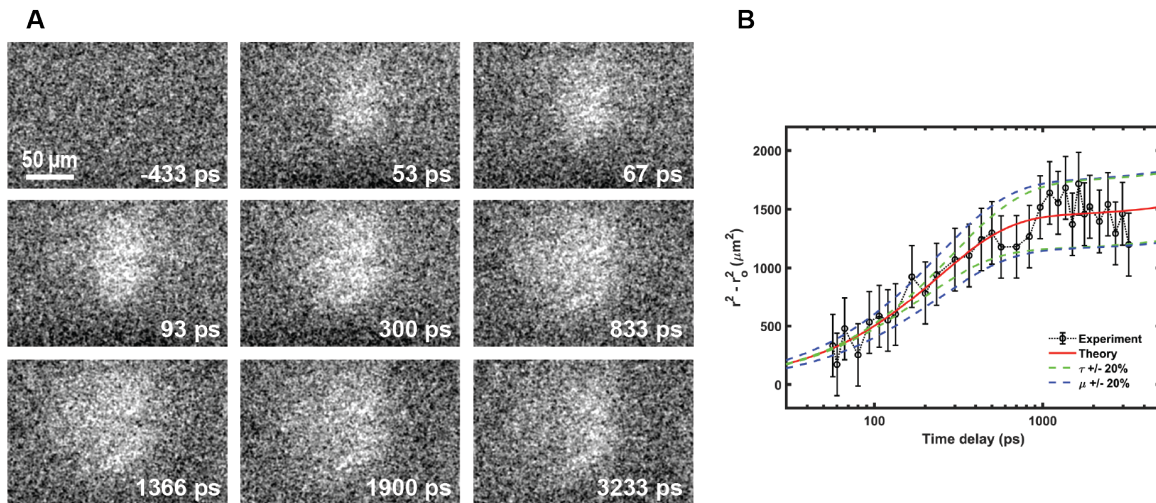 A
50 µm
-433 ps
53 ps
67 ps
93 ps
300 ps
833 ps
1366 ps
1900 ps
3233 ps
B
r² - r₀² (µm²)
2000
1500
1000
500
0
Experiment
Theory
τ +/- 20%
µ +/- 20%
100
1000
Time delay (ps)